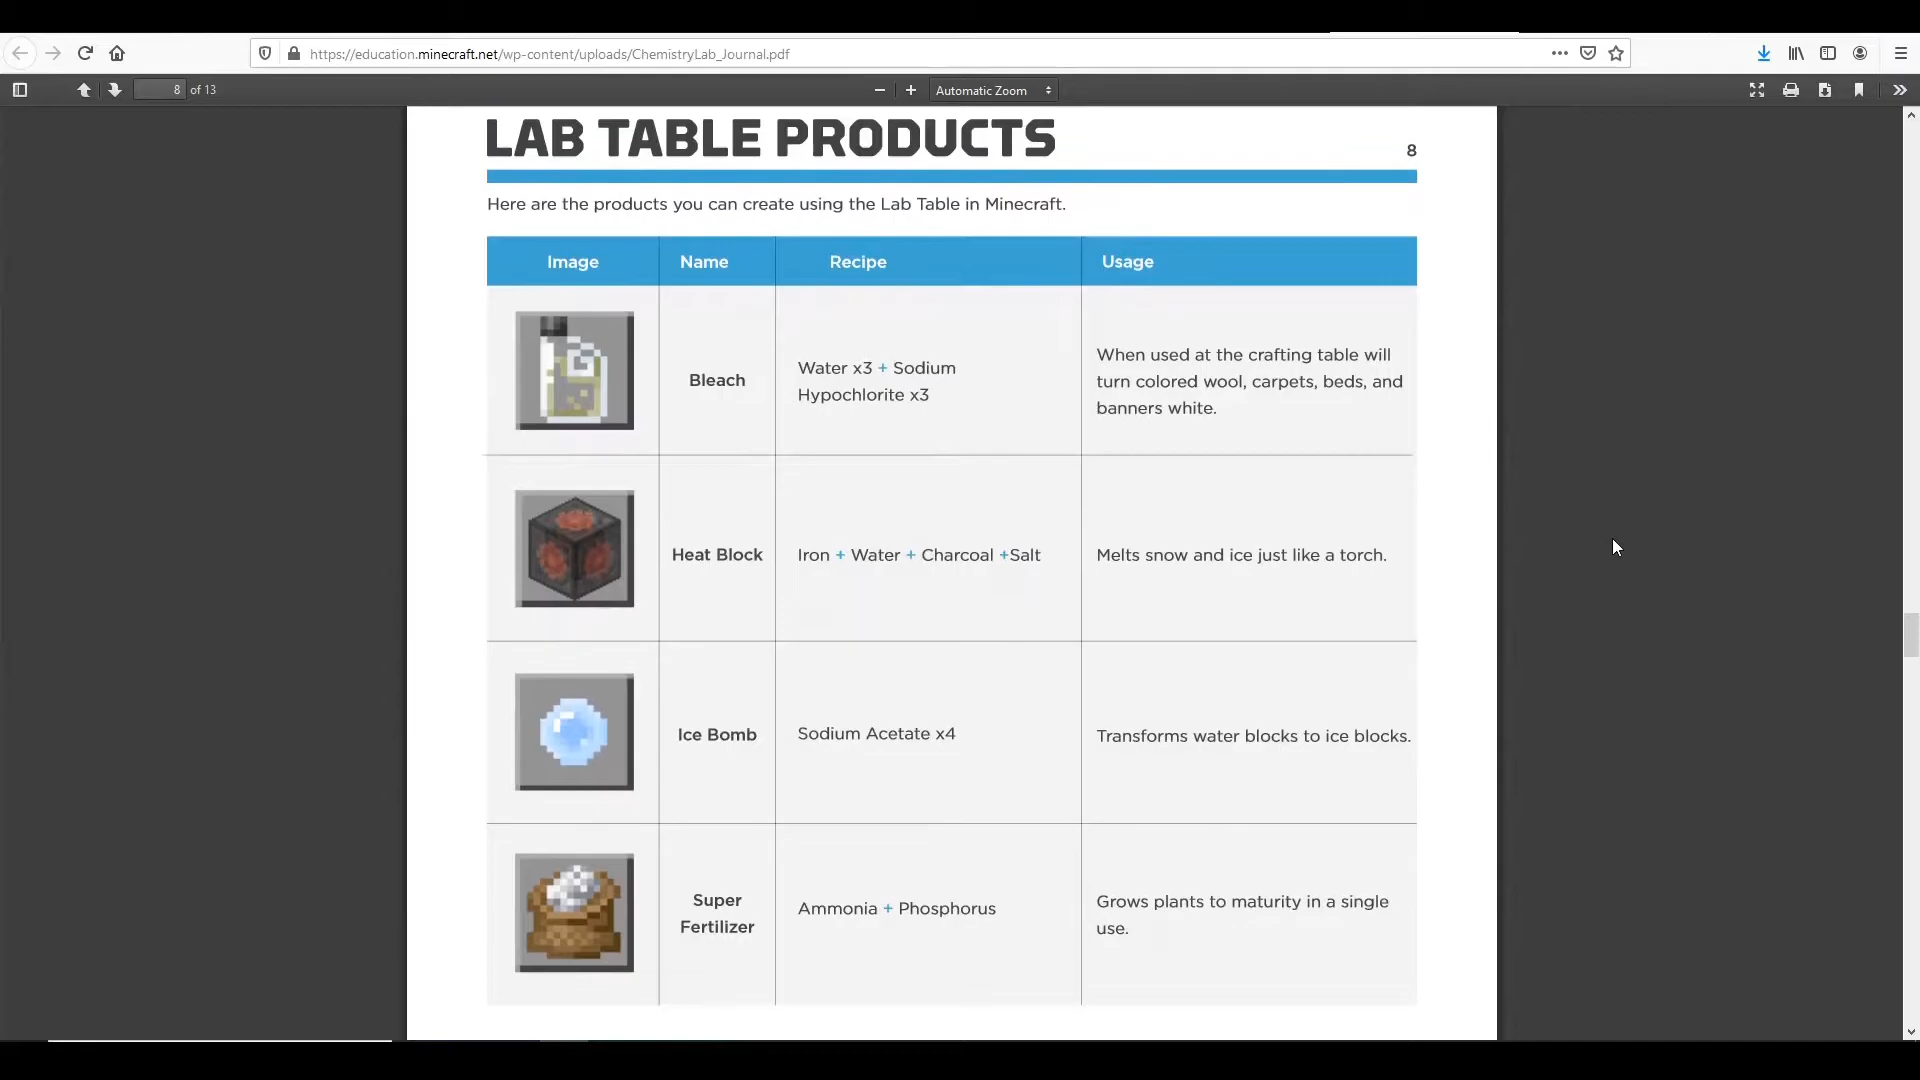 https://education.minecraft.net/wp-content/uploads/ChemistryLab_Journal.pdf
8 of 13
Automatic Zoom
LAB TABLE PRODUCTS
8
Here are the products you can create using the Lab Table in Minecraft.
Image Name Recipe Usage
Bleach
Water x3 + Sodium
Hypochlorite x3
When used at the crafting table will
turn colored wool, carpets, beds, and
banners white.
Heat Block
Iron + Water + Charcoal +Salt
Melts snow and ice just like a torch.
Ice Bomb
Sodium Acetate x4
Transforms water blocks to ice blocks.
Super
Fertilizer
Ammonia + Phosphorus
Grows plants to maturity in a single
use.